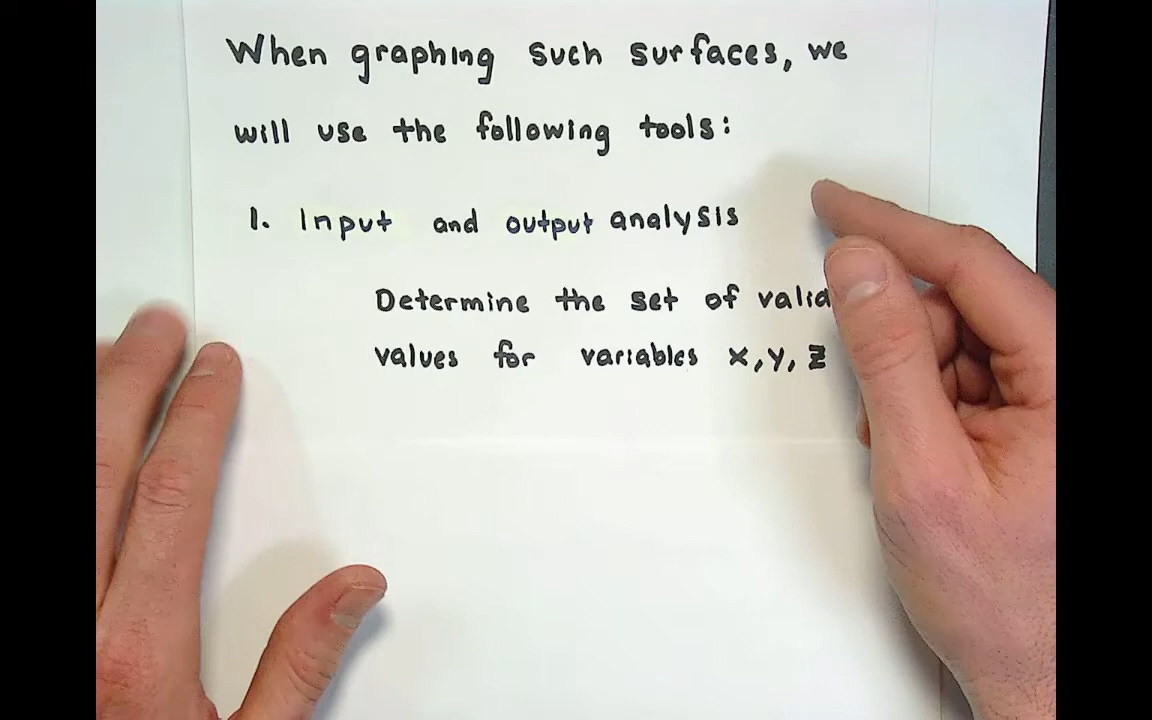 When graphing such surfaces, we
will use the following tools:
1. Input and output analysis
Determine the set of valid
values for variables x, y, z